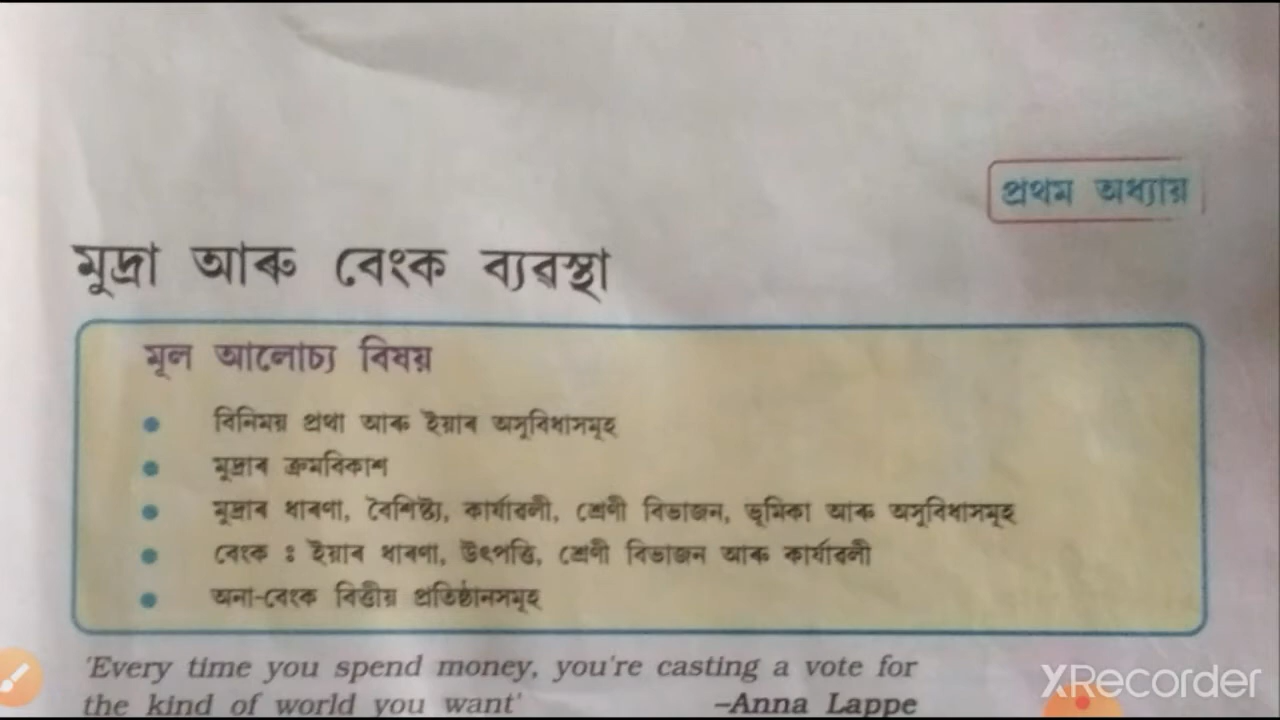 প্ৰথম অধ্যায়
মুদ্ৰা আৰু বেংক ব্যৱস্থা
মূল আলোচ্য বিষয়
• বিনিময় প্ৰথা আৰু ইয়াৰ অসুবিধাসমূহ
• মুদ্ৰাৰ ক্ৰমবিকাশ
• মুদ্ৰাৰ ধাৰণা, বৈশিষ্ট্য, কাৰ্যাৱলী, শ্ৰেণী বিভাজন, ভূমিকা আৰু অসুবিধাসমূহ
• বেংক ঃ ইয়াৰ ধাৰণা, উৎপত্তি, শ্ৰেণী বিভাজন আৰু কাৰ্যাৱলী
• অনা-বেংক বিত্তীয় প্ৰতিষ্ঠানসমূহ
'Every time you spend money, you're casting a vote for
the kind of world you want' –Anna Lappe
XRecorder